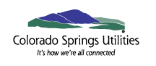 Colorado Springs Utilities
It's how we're all connected